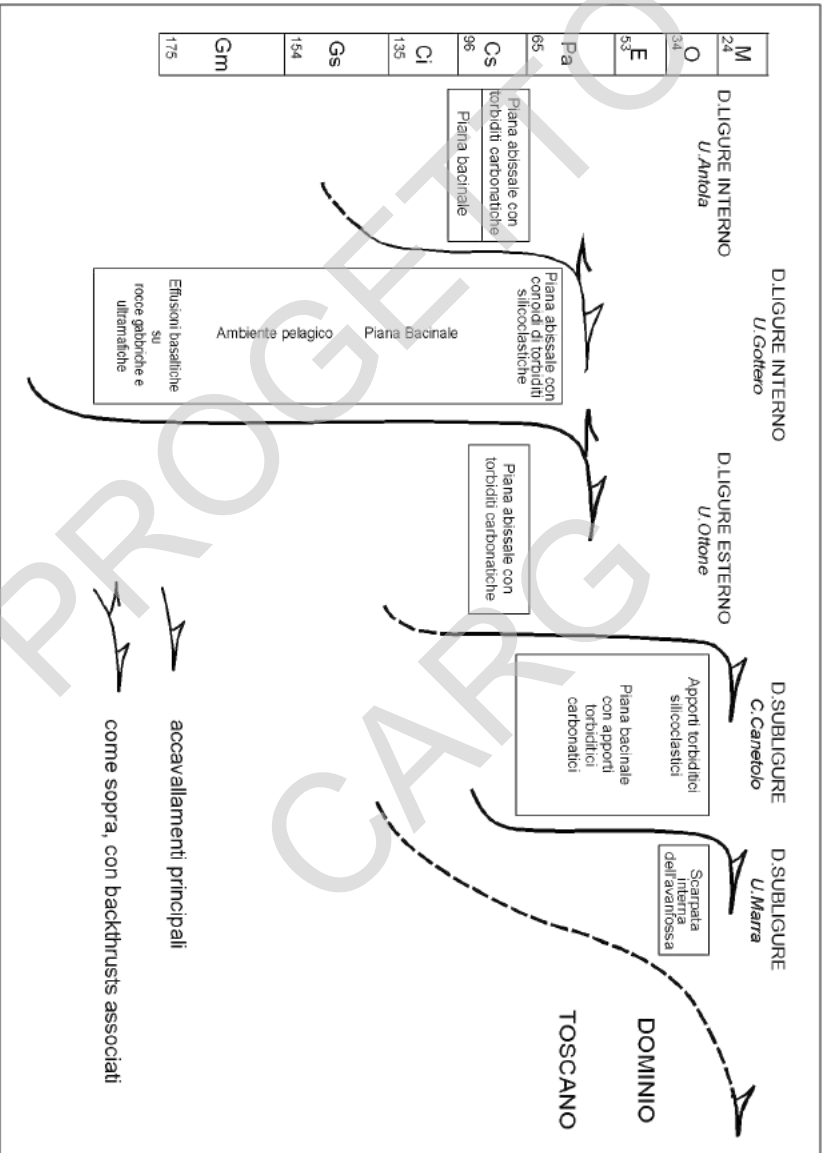 M
24
O
34
E
53
Pa
65
Cs
96
Ci
135
Gs
154
Gm
175
D.LIGURE INTERNO
U.Antola
Piana abissale con
torbiditi carbonatiche
Piana bacinale
D.LIGURE INTERNO
U.Gottero
Piana abissale con
conoidi di torbiditi
silicoclastiche
Piana Bacinale
Ambiente pelagico
Effusioni basaltiche
su
rocce gabbriche e
ultramafiche
D.LIGURE ESTERNO
U.Ottone
Piana abissale con
torbiditi carbonatiche
D.SUBLIGURE
C.Canetolo
Apporti torbiditici
silicoclastici
Piana bacinale
con apporti
torbiditici
carbonatici
D.SUBLIGURE
U.Marra
Scarpata
interna
dell'avanfossa
DOMINIO
TOSCANO
accavallamenti principali
come sopra, con backthrusts associati
PROGETTO
CARG